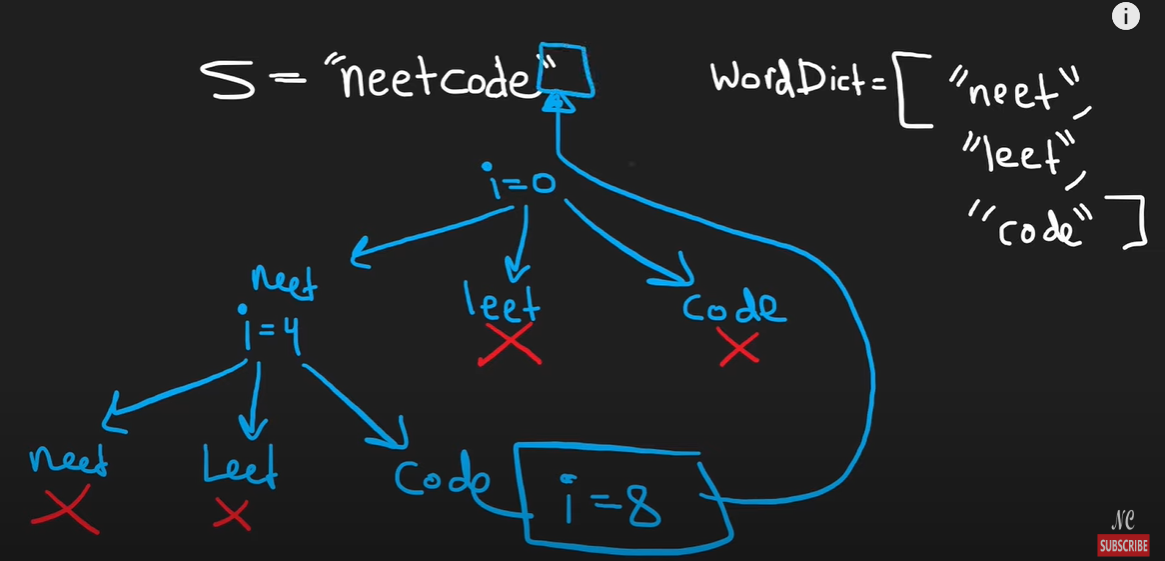 i
S = "neetcode"
WordDict = [ "neet",
"leet",
"code" ]
i=0
neet
leet
code
i=4
neet
Leet
Code
i=8
NC
SUBSCRIBE